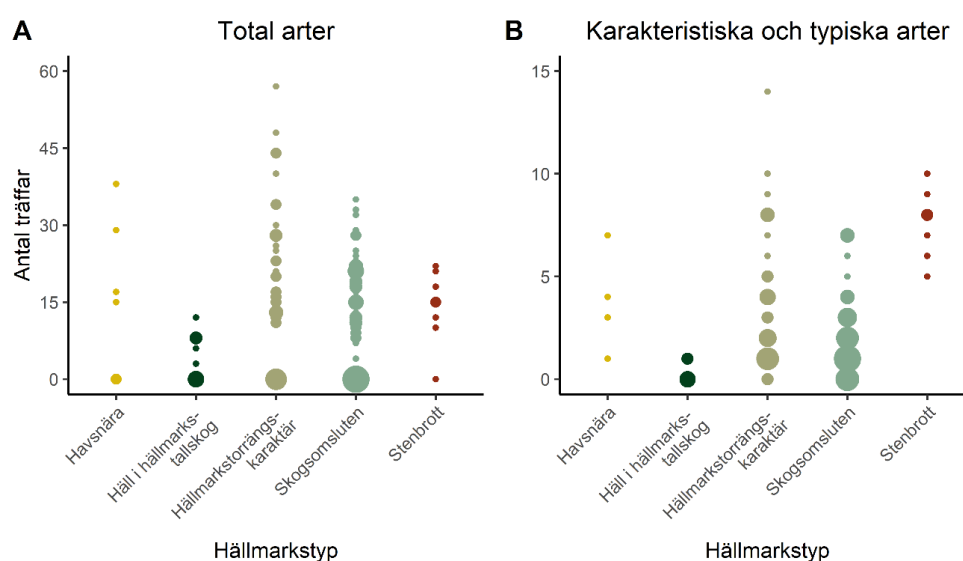 A
Total arter
Antal träffar
60
45
30
15
0
Havsnära
Häll i hällmarks-
tallskog
Hällmarkstorrängs-
karaktär
Skogsomsluten
Stenbrott
Hällmarkstyp
B
Karakteristiska och typiska arter
15
10
5
0
Havsnära
Häll i hällmarks-
tallskog
Hällmarkstorrängs-
karaktär
Skogsomsluten
Stenbrott
Hällmarkstyp